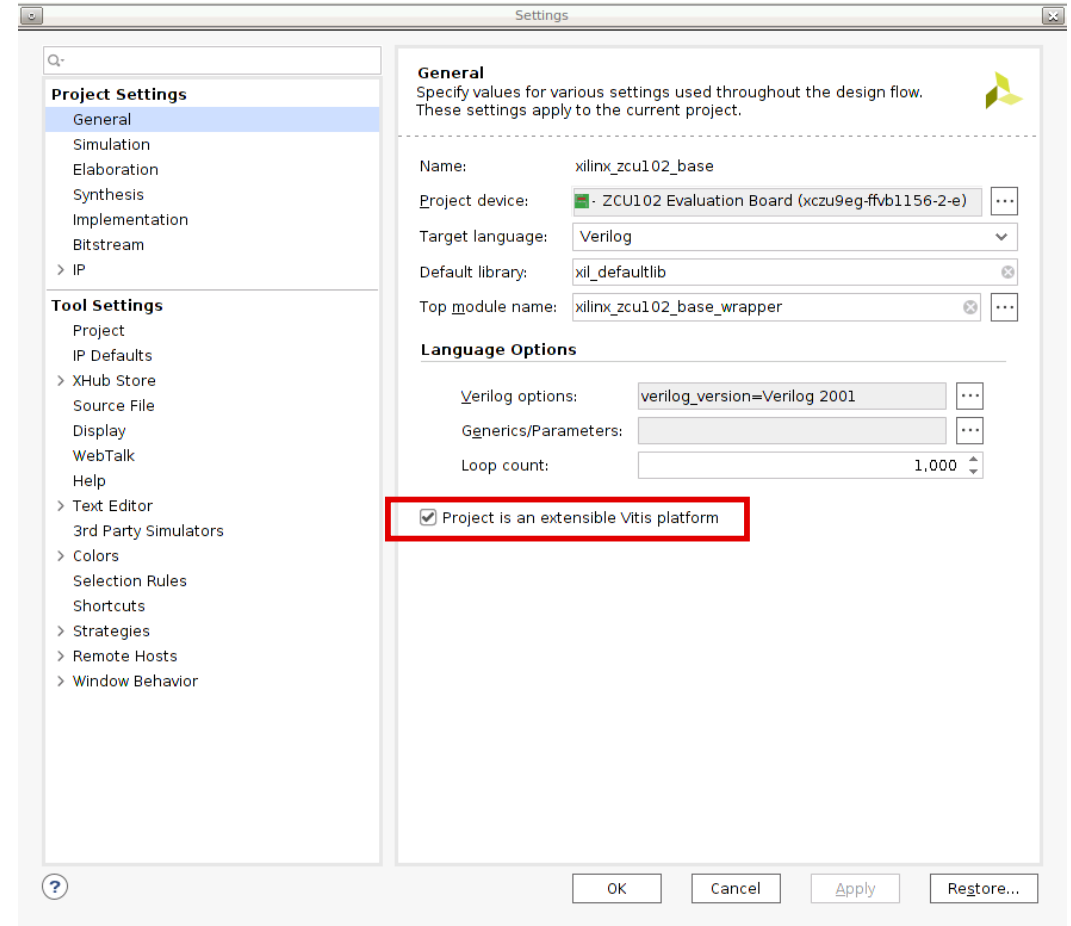 Settings
Project Settings
General
Simulation
Elaboration
Synthesis
Implementation
Bitstream
IP
Tool Settings
Project
IP Defaults
XHub Store
Source File
Display
WebTalk
Help
Text Editor
3rd Party Simulators
Colors
Selection Rules
Shortcuts
Strategies
Remote Hosts
Window Behavior
General
Specify values for various settings used throughout the design flow.
These settings apply to the current project.
Name: xilinx_zcu102_base
Project device: - ZCU102 Evaluation Board (xczu9eg-ffvb1156-2-e) ...
Target language: Verilog
Default library: xil_defaultlib
Top module name: xilinx_zcu102_base_wrapper ...
Language Options
Verilog options: verilog_version=Verilog 2001 ...
Generics/Parameters: ...
Loop count: 1,000
Project is an extensible Vitis platform
? OK Cancel Apply Restore...